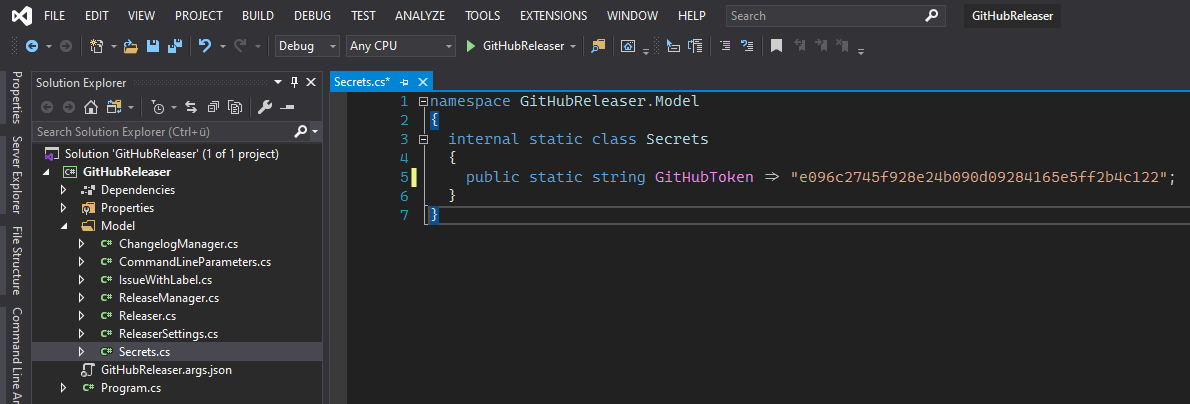 FILE EDIT VIEW PROJECT BUILD DEBUG TEST ANALYZE TOOLS EXTENSIONS WINDOW HELP Search GitHubReleaser
Debug Any CPU GitHubReleaser
Properties
Server Explorer
File Structure
Command Line Ar
Solution Explorer
Search Solution Explorer (Ctrl+ü)
Solution 'GitHubReleaser' (1 of 1 project)
C# GitHubReleaser
Dependencies
Properties
Model
C# ChangelogManager.cs
C# CommandLineParameters.cs
C# IssueWithLabel.cs
C# ReleaseManager.cs
C# Releaser.cs
C# ReleaserSettings.cs
C# Secrets.cs
GitHubReleaser.args.json
C# Program.cs
Secrets.cs*
1 namespace GitHubReleaser.Model
2 {
3 internal static class Secrets
4 {
5 public static string GitHubToken => "e096c2745f928e24b090d09284165e5ff2b4c122";
6 }
7 }